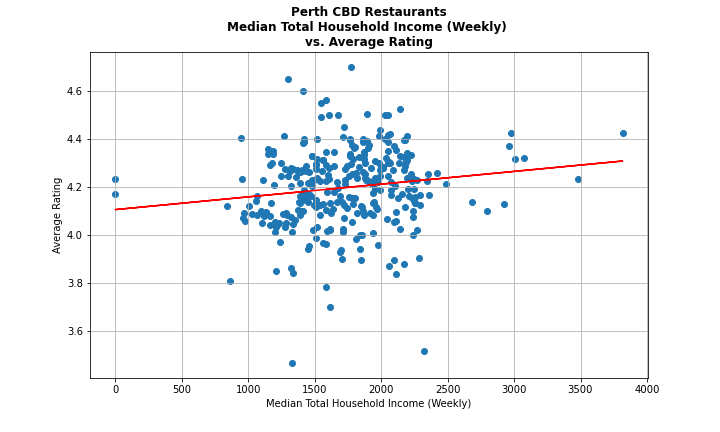 Perth CBD Restaurants
Median Total Household Income (Weekly)
vs. Average Rating
Average Rating
4.6
4.4
4.2
4.0
3.8
3.6
0 500 1000 1500 2000 2500 3000 3500 4000
Median Total Household Income (Weekly)